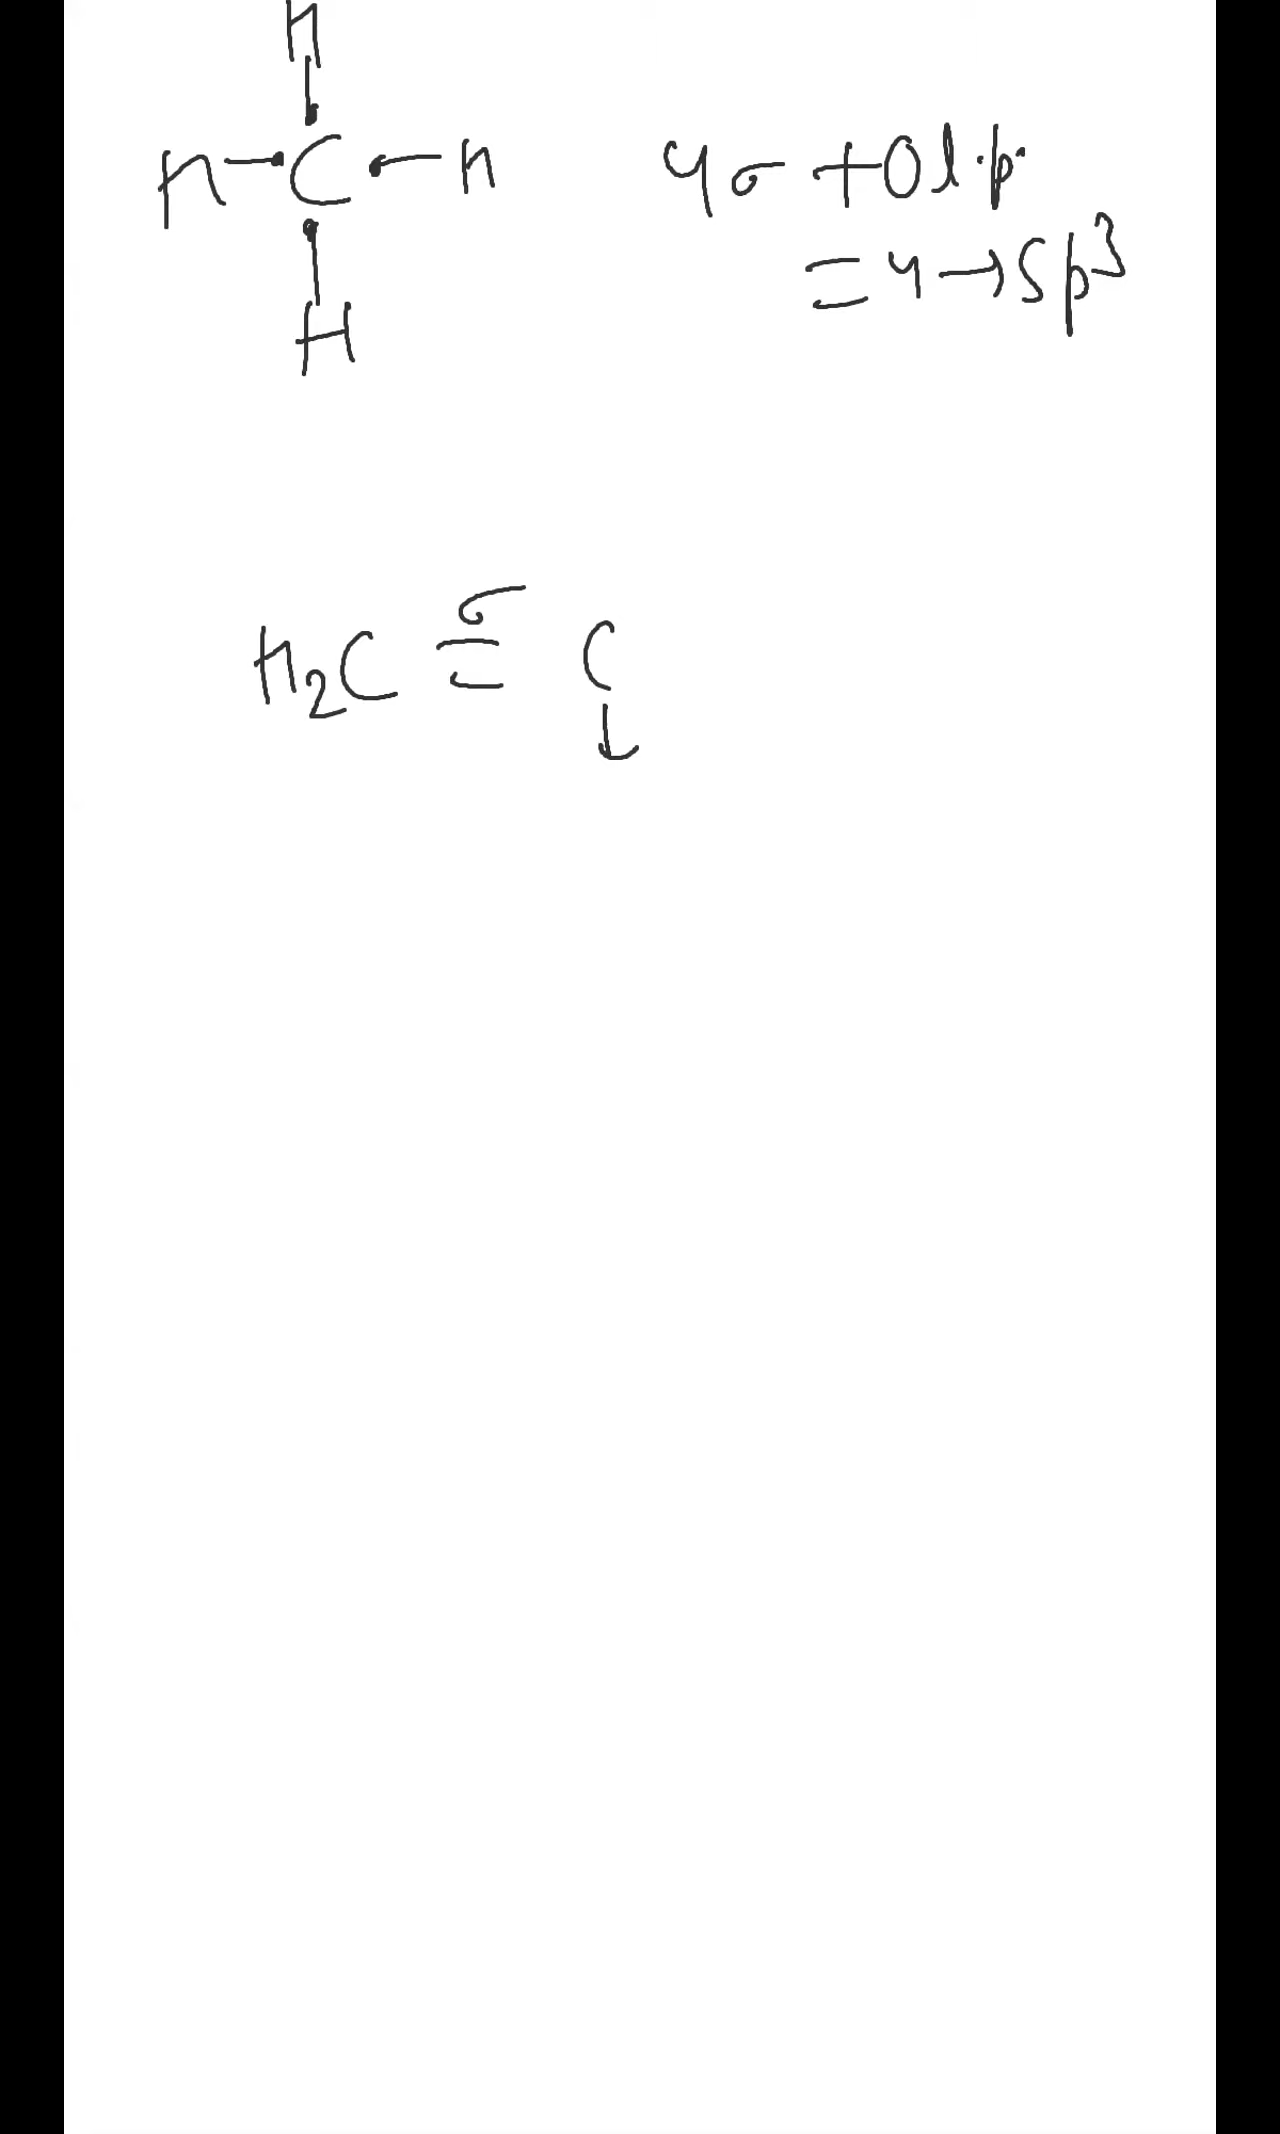 H
H-C-H 4σ + 0 l.p.
= 4 → sp³
H
σ
H₂C = C
↓